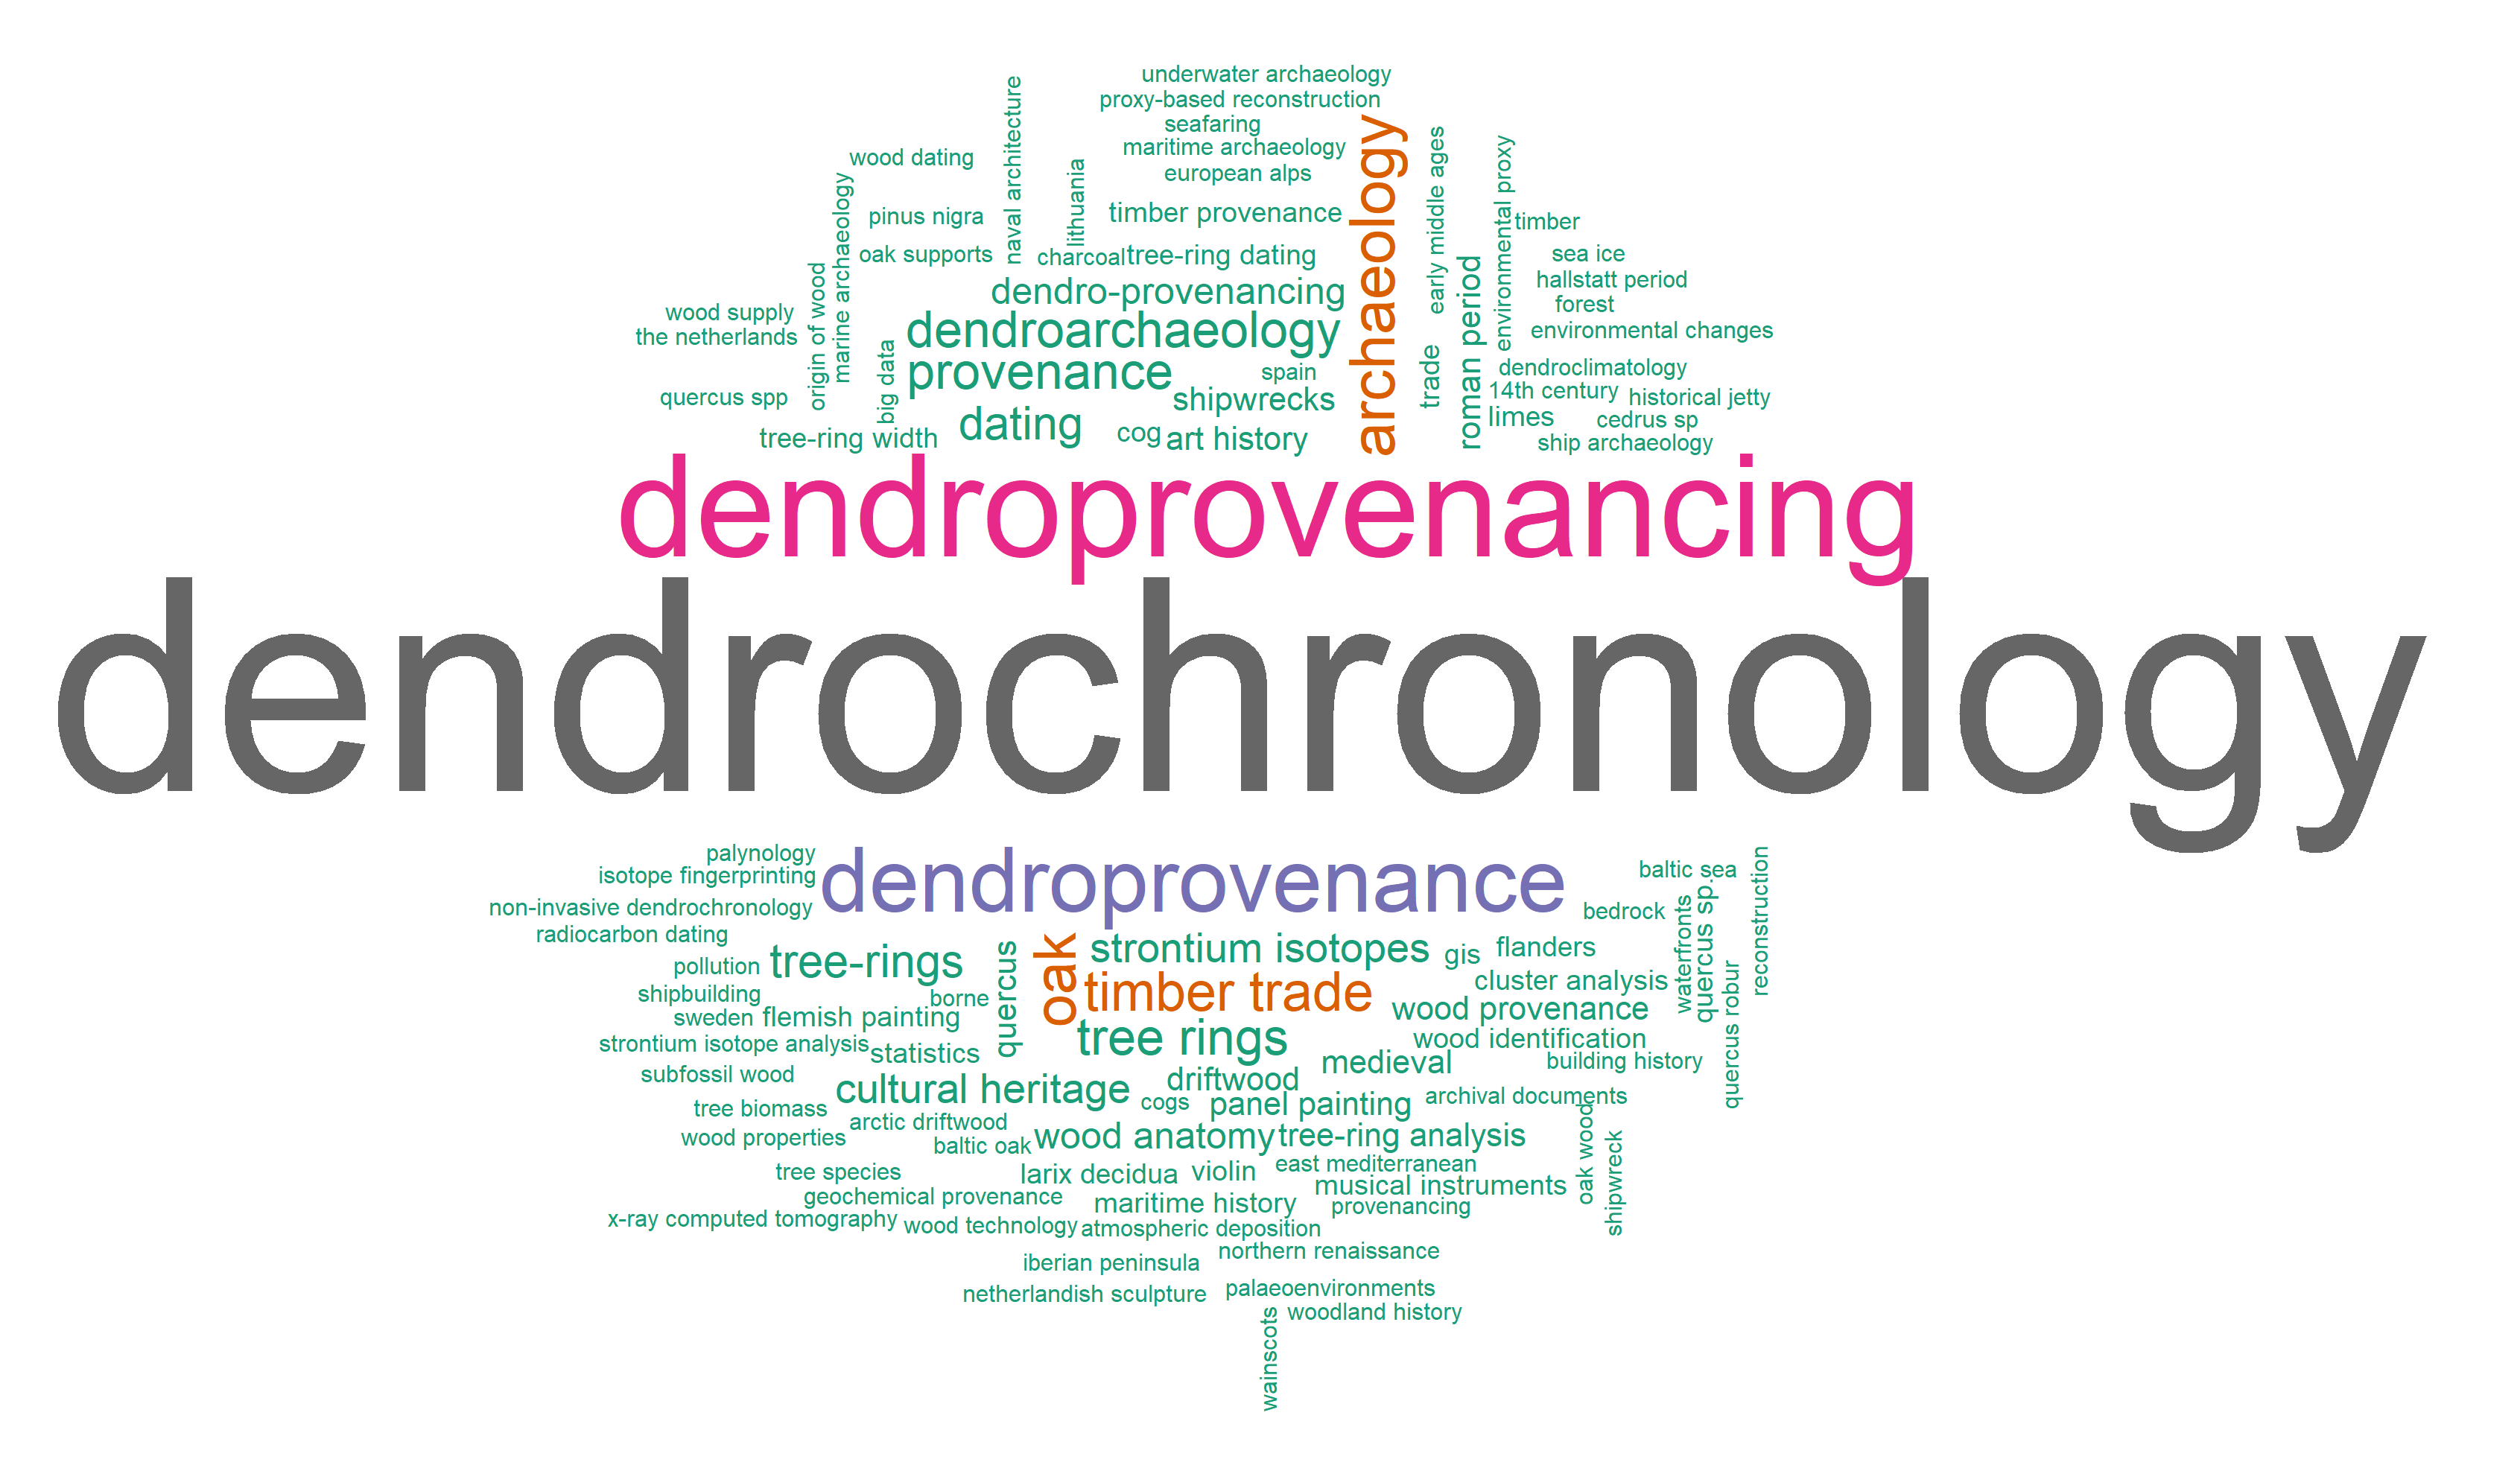 underwater archaeology
proxy-based reconstruction
seafaring
maritime archaeology
european alps
wood dating
naval architecture
lithuania
archaeology
early middle ages
environmental proxy
marine archaeology
pinus nigra
timber provenance
timber
oak supports
charcoal
tree-ring dating
sea ice
hallstatt period
roman period
origin of wood
dendro-provenancing
forest
wood supply
dendroarchaeology
environmental changes
the netherlands
big data
provenance
spain
trade
dendroclimatology
14th century
quercus spp
shipwrecks
historical jetty
dating
limes
cedrus sp
tree-ring width
cog
art history
ship archaeology
dendroprovenancing
dendrochronology
palynology
isotope fingerprinting
dendroprovenance
baltic sea
reconstruction
non-invasive dendrochronology
bedrock
waterfronts
quercus sp.
radiocarbon dating
tree-rings
quercus
oak
strontium isotopes
gis
flanders
pollution
cluster analysis
shipbuilding
borne
timber trade
wood provenance
quercus robur
sweden
flemish painting
tree rings
wood identification
strontium isotope analysis
statistics
medieval
building history
subfossil wood
cultural heritage
driftwood
tree biomass
cogs
panel painting
archival documents
arctic driftwood
wood properties
baltic oak
wood anatomy
tree-ring analysis
oak wood
shipwreck
tree species
larix decidua
violin
east mediterranean
musical instruments
geochemical provenance
maritime history
provenancing
x-ray computed tomography
wood technology
atmospheric deposition
iberian peninsula
northern renaissance
netherlandish sculpture
palaeoenvironments
woodland history
wainscots